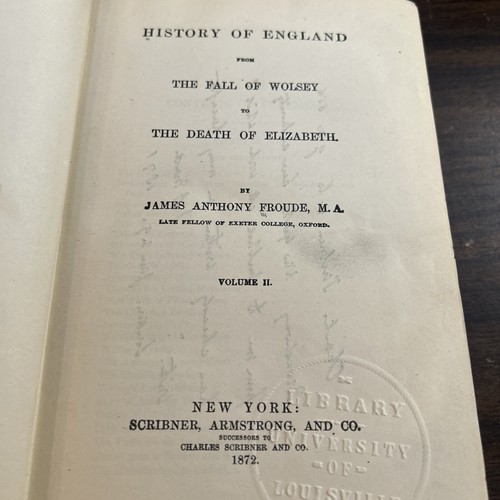 HISTORY OF ENGLAND
FROM
THE FALL OF WOLSEY
TO
THE DEATH OF ELIZABETH.
BY
JAMES ANTHONY FROUDE, M.A.
LATE FELLOW OF EXETER COLLEGE, OXFORD.
VOLUME II.
NEW YORK:
SCRIBNER, ARMSTRONG, AND CO.
SUCCESSORS TO
CHARLES SCRIBNER AND CO.
1872.
LIBRARY
UNIVERSITY
-OF-
LOUISVILLE